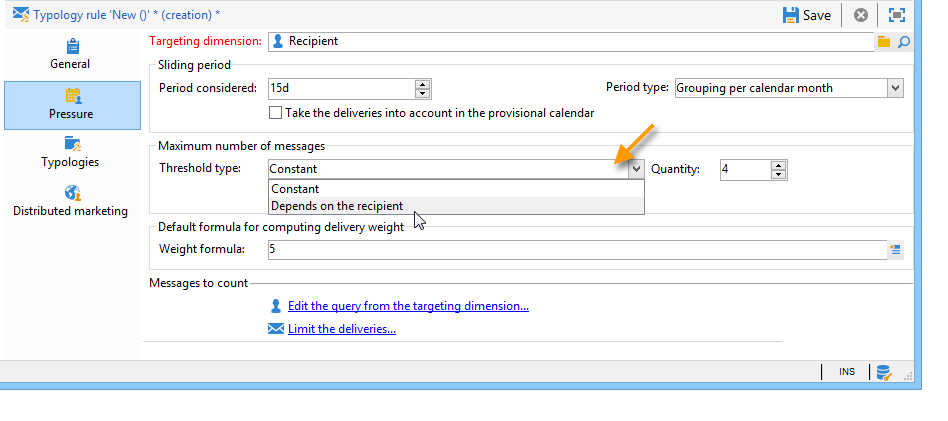 Typology rule 'New ()' * (creation) *
Save
General
Pressure
Typologies
Distributed marketing
Targeting dimension:
Recipient
Sliding period
Period considered:
15d
Period type:
Grouping per calendar month
Take the deliveries into account in the provisional calendar
Maximum number of messages
Threshold type:
Constant
Quantity:
4
Constant
Depends on the recipient
Default formula for computing delivery weight
Weight formula:
5
Messages to count
Edit the query from the targeting dimension...
Limit the deliveries...
INS